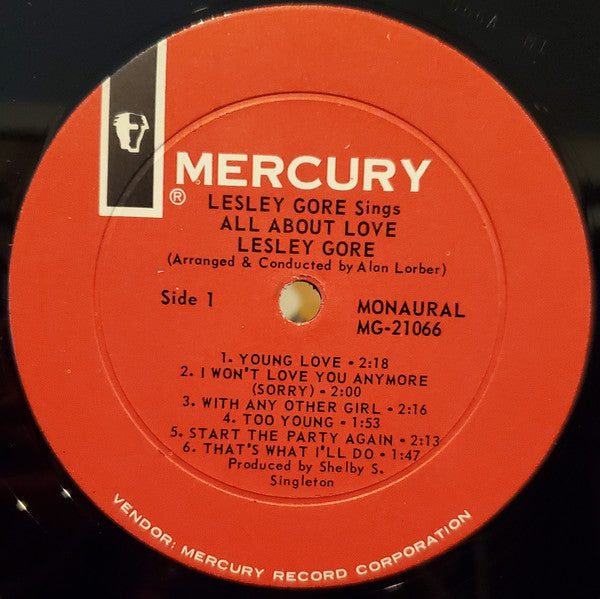 MERCURY
®
LESLEY GORE Sings
ALL ABOUT LOVE
LESLEY GORE
(Arranged & Conducted by Alan Lorber)
Side 1
MONAURAL
MG-21066
1. YOUNG LOVE • 2:18
2. I WON'T LOVE YOU ANYMORE
(SORRY) • 2:00
3. WITH ANY OTHER GIRL • 2:16
4. TOO YOUNG • 1:53
5. START THE PARTY AGAIN • 2:13
6. THAT'S WHAT I'LL DO • 1:47
Produced by Shelby S.
Singleton
VENDOR: MERCURY RECORD CORPORATION